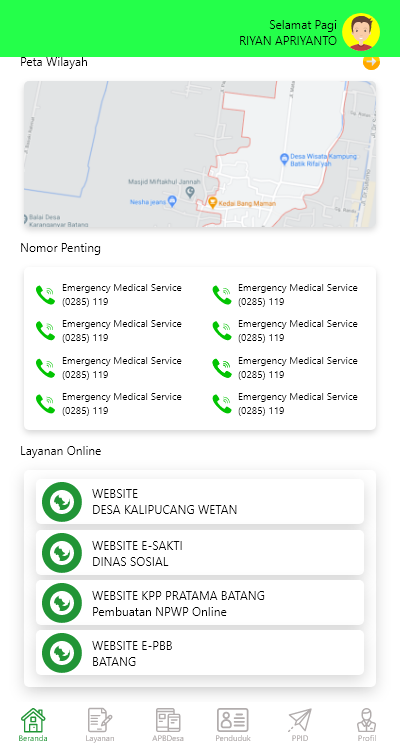 Selamat Pagi
RIYAN APRIYANTO
Peta Wilayah
Desa Wisata Kampung
Batik Rifa'iyah
Masjid Miftakhul Jannah
Nesha jeans
Kedai Bang Maman
Balai Desa
Karanganyar Batang
Nomor Penting
Emergency Medical Service
(0285) 119
Emergency Medical Service
(0285) 119
Emergency Medical Service
(0285) 119
Emergency Medical Service
(0285) 119
Emergency Medical Service
(0285) 119
Emergency Medical Service
(0285) 119
Emergency Medical Service
(0285) 119
Emergency Medical Service
(0285) 119
Layanan Online
WEBSITE
DESA KALIPUCANG WETAN
WEBSITE E-SAKTI
DINAS SOSIAL
WEBSITE KPP PRATAMA BATANG
Pembuatan NPWP Online
WEBSITE E-PBB
BATANG
Beranda
Layanan
APBDesa
Penduduk
PPID
Profil